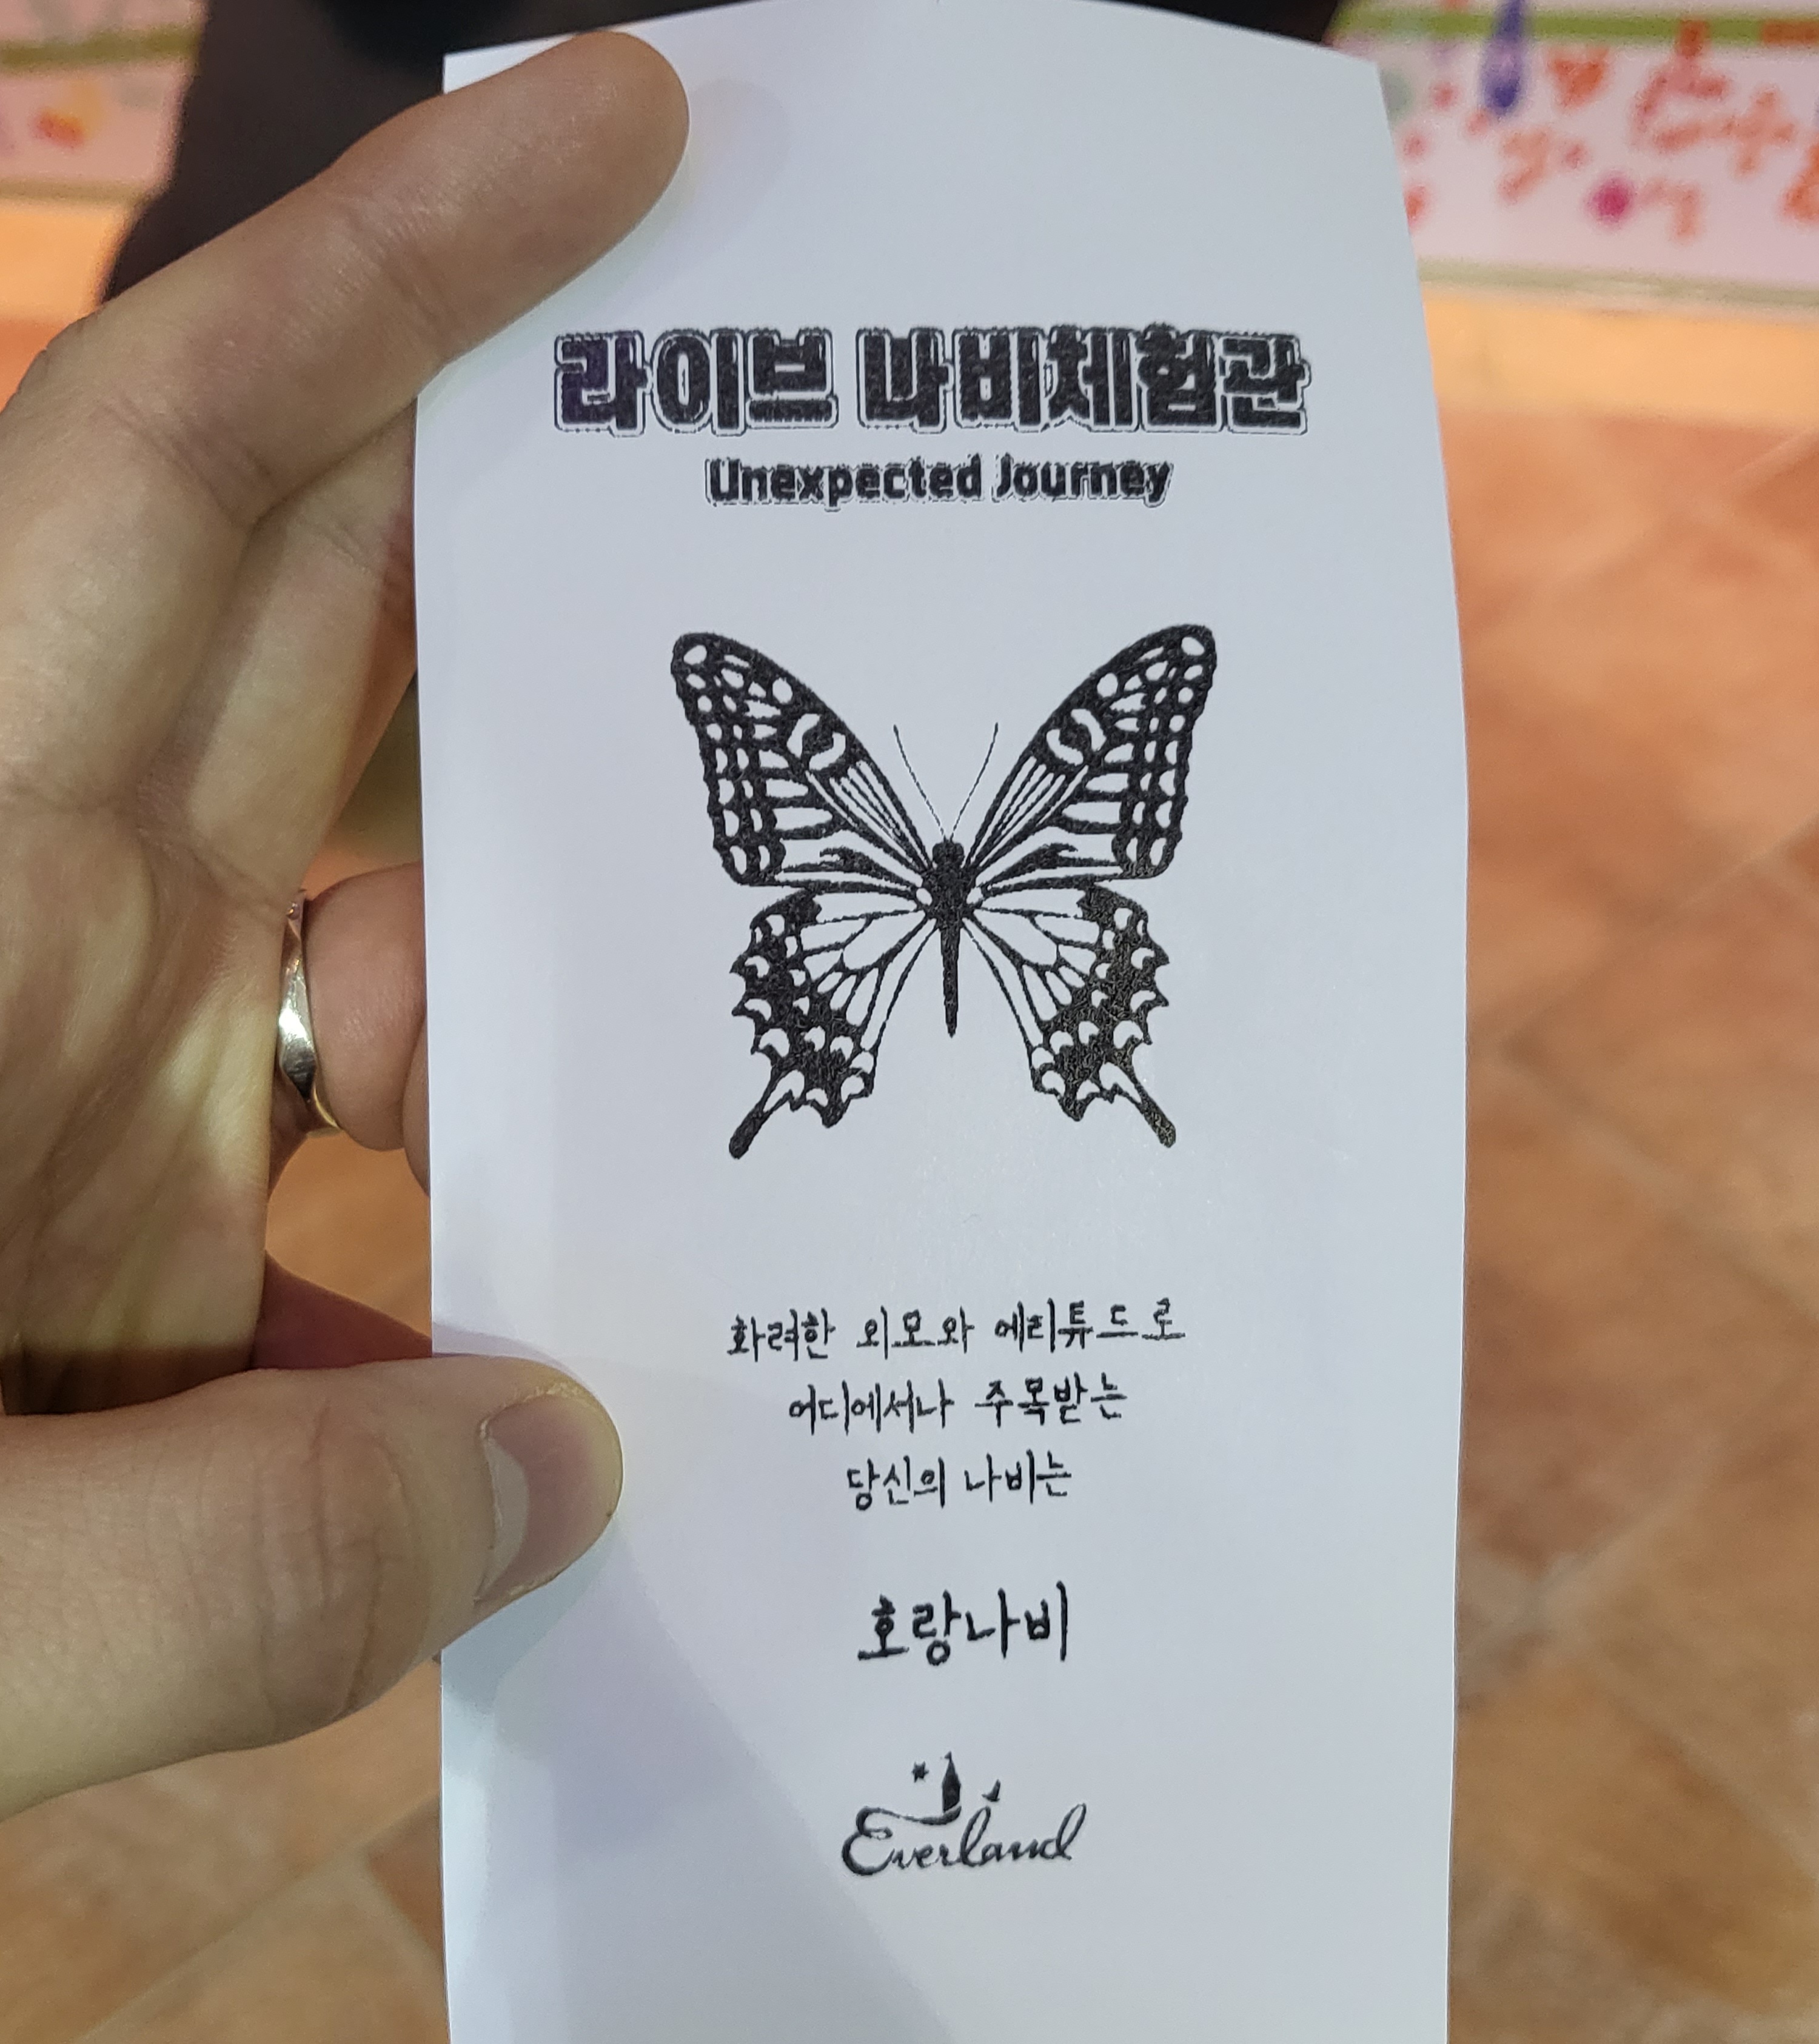 라이브 나비체험관
Unexpected Journey
화려한 외모와 에티튜드로
어디에서나 주목받는
당신의 나비는
호랑나비
Everland